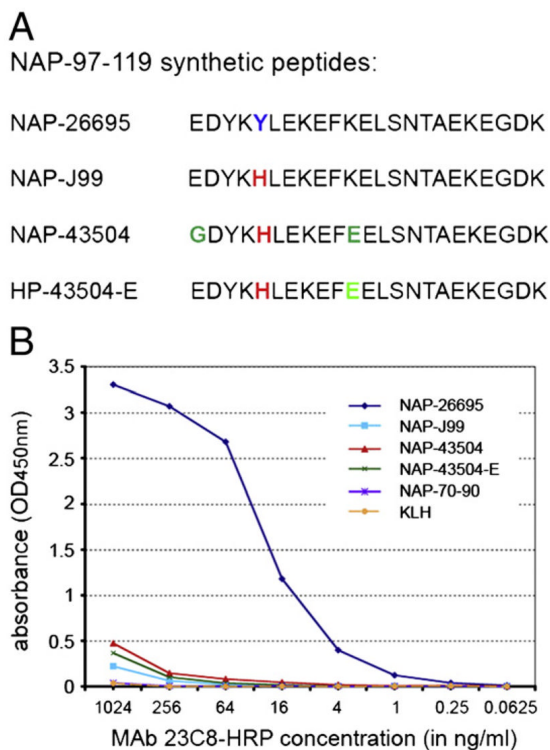 A
NAP-97-119 synthetic peptides:
NAP-26695 EDYKYLEKEFKELSNTAEKEGDK
NAP-J99 EDYKHLEKEFKELSNTAEKEGDK
NAP-43504 GDYKHLEKEFEELSNTAEKEGDK
HP-43504-E EDYKHLEKEFEELSNTAEKEGDK
B
absorbance (OD450nm)
3.5
3
2.5
2
1.5
1
0.5
0
NAP-26695
NAP-J99
NAP-43504
NAP-43504-E
NAP-70-90
KLH
1024 256 64 16 4 1 0.25 0.0625
MAb 23C8-HRP concentration (in ng/ml)